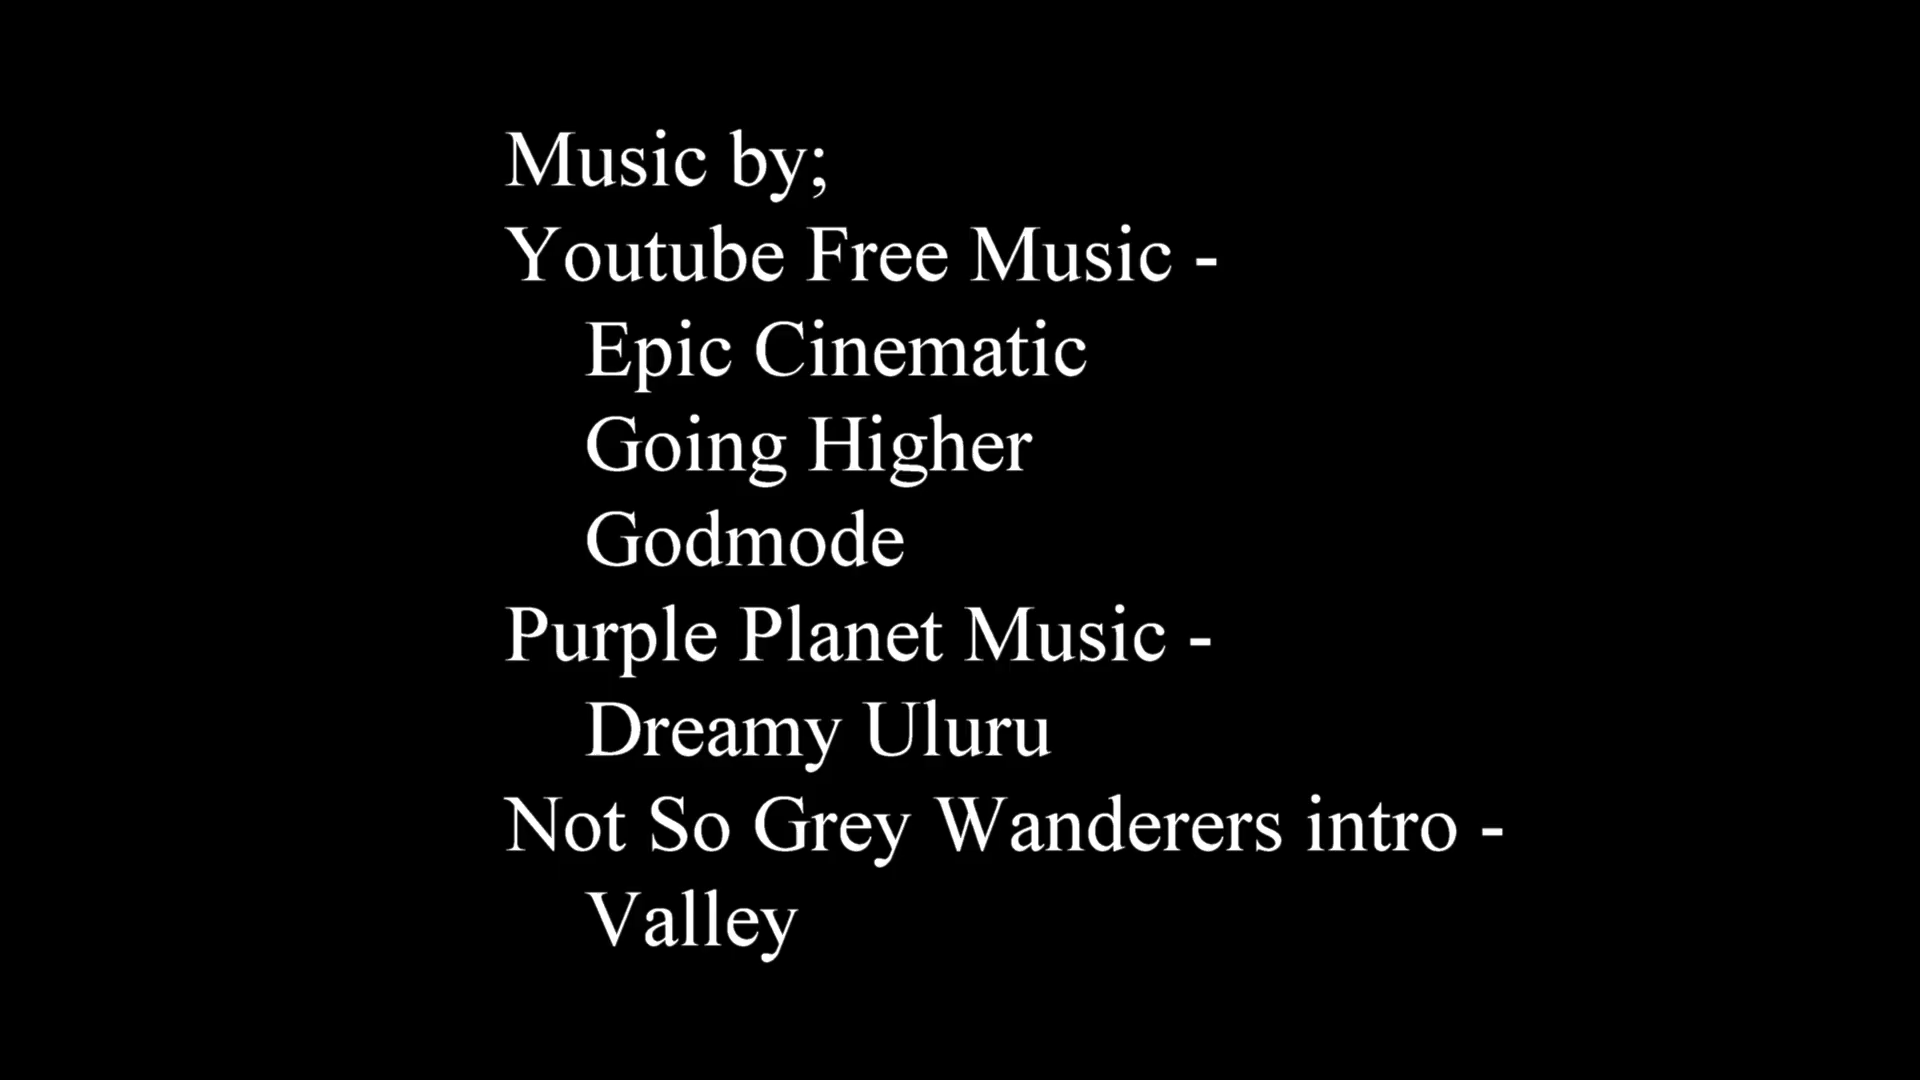 Music by;
Youtube Free Music -
Epic Cinematic
Going Higher
Godmode
Purple Planet Music -
Dreamy Uluru
Not So Grey Wanderers intro -
Valley